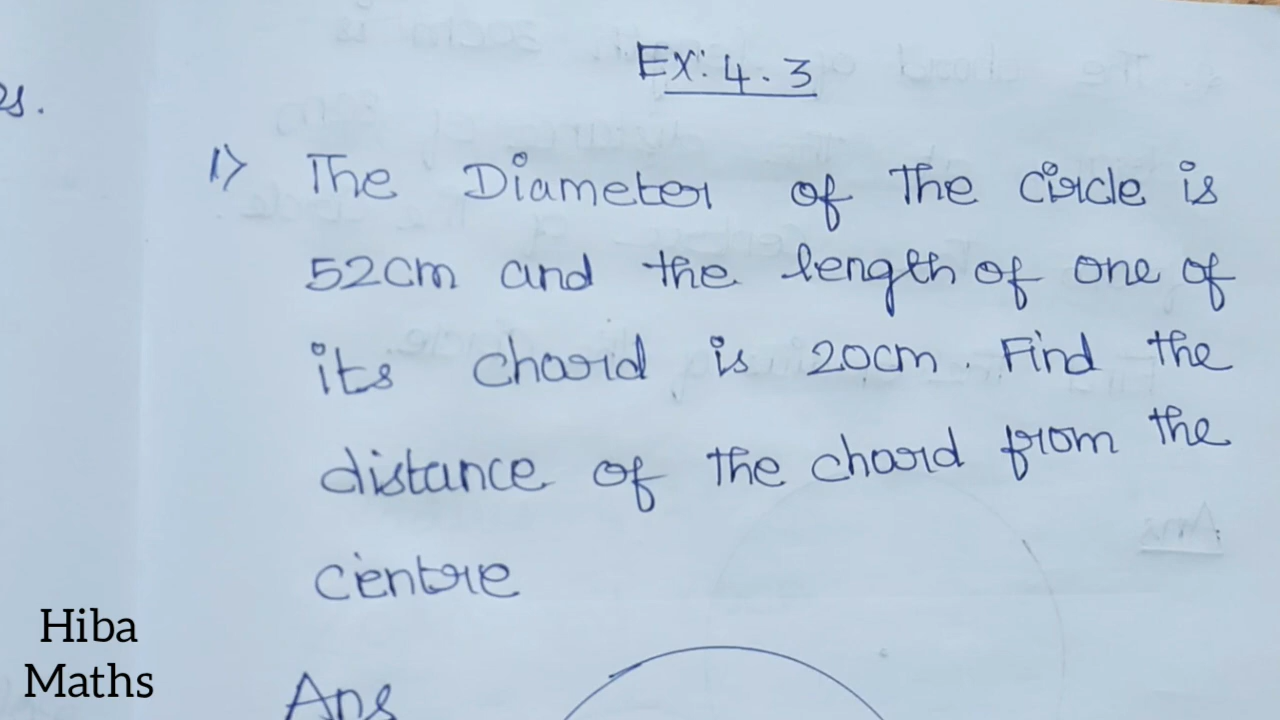 Ex: 4.3
es.
1) The Diameter of The circle is
52cm and the length of one of
its chord is 20cm. Find the
distance of the chord from the
centre
Ans
Hiba
Maths